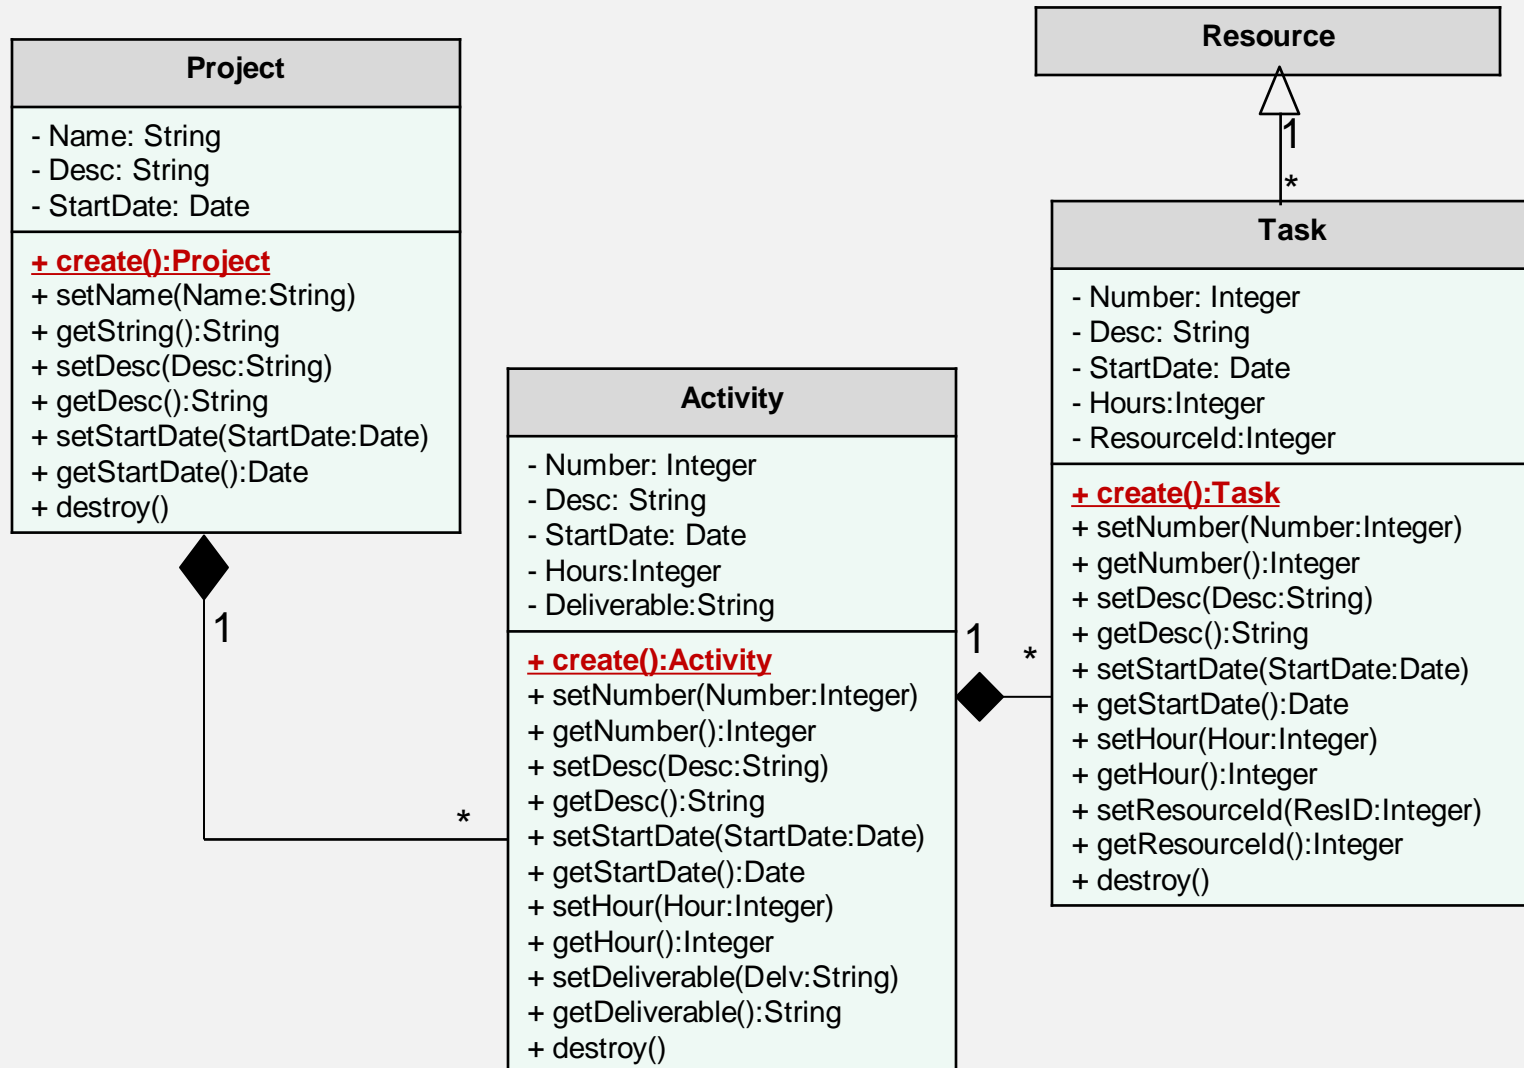 Project
- Name: String
- Desc: String
- StartDate: Date
+ create():Project
+ setName(Name:String)
+ getString():String
+ setDesc(Desc:String)
+ getDesc():String
+ setStartDate(StartDate:Date)
+ getStartDate():Date
+ destroy()
1
*
Activity
- Number: Integer
- Desc: String
- StartDate: Date
- Hours:Integer
- Deliverable:String
+ create():Activity
+ setNumber(Number:Integer)
+ getNumber():Integer
+ setDesc(Desc:String)
+ getDesc():String
+ setStartDate(StartDate:Date)
+ getStartDate():Date
+ setHour(Hour:Integer)
+ getHour():Integer
+ setDeliverable(Delv:String)
+ getDeliverable():String
+ destroy()
1
*
Resource
1
*
Task
- Number: Integer
- Desc: String
- StartDate: Date
- Hours:Integer
- ResourceId:Integer
+ create():Task
+ setNumber(Number:Integer)
+ getNumber():Integer
+ setDesc(Desc:String)
+ getDesc():String
+ setStartDate(StartDate:Date)
+ getStartDate():Date
+ setHour(Hour:Integer)
+ getHour():Integer
+ setResourceId(ResID:Integer)
+ getResourceId():Integer
+ destroy()